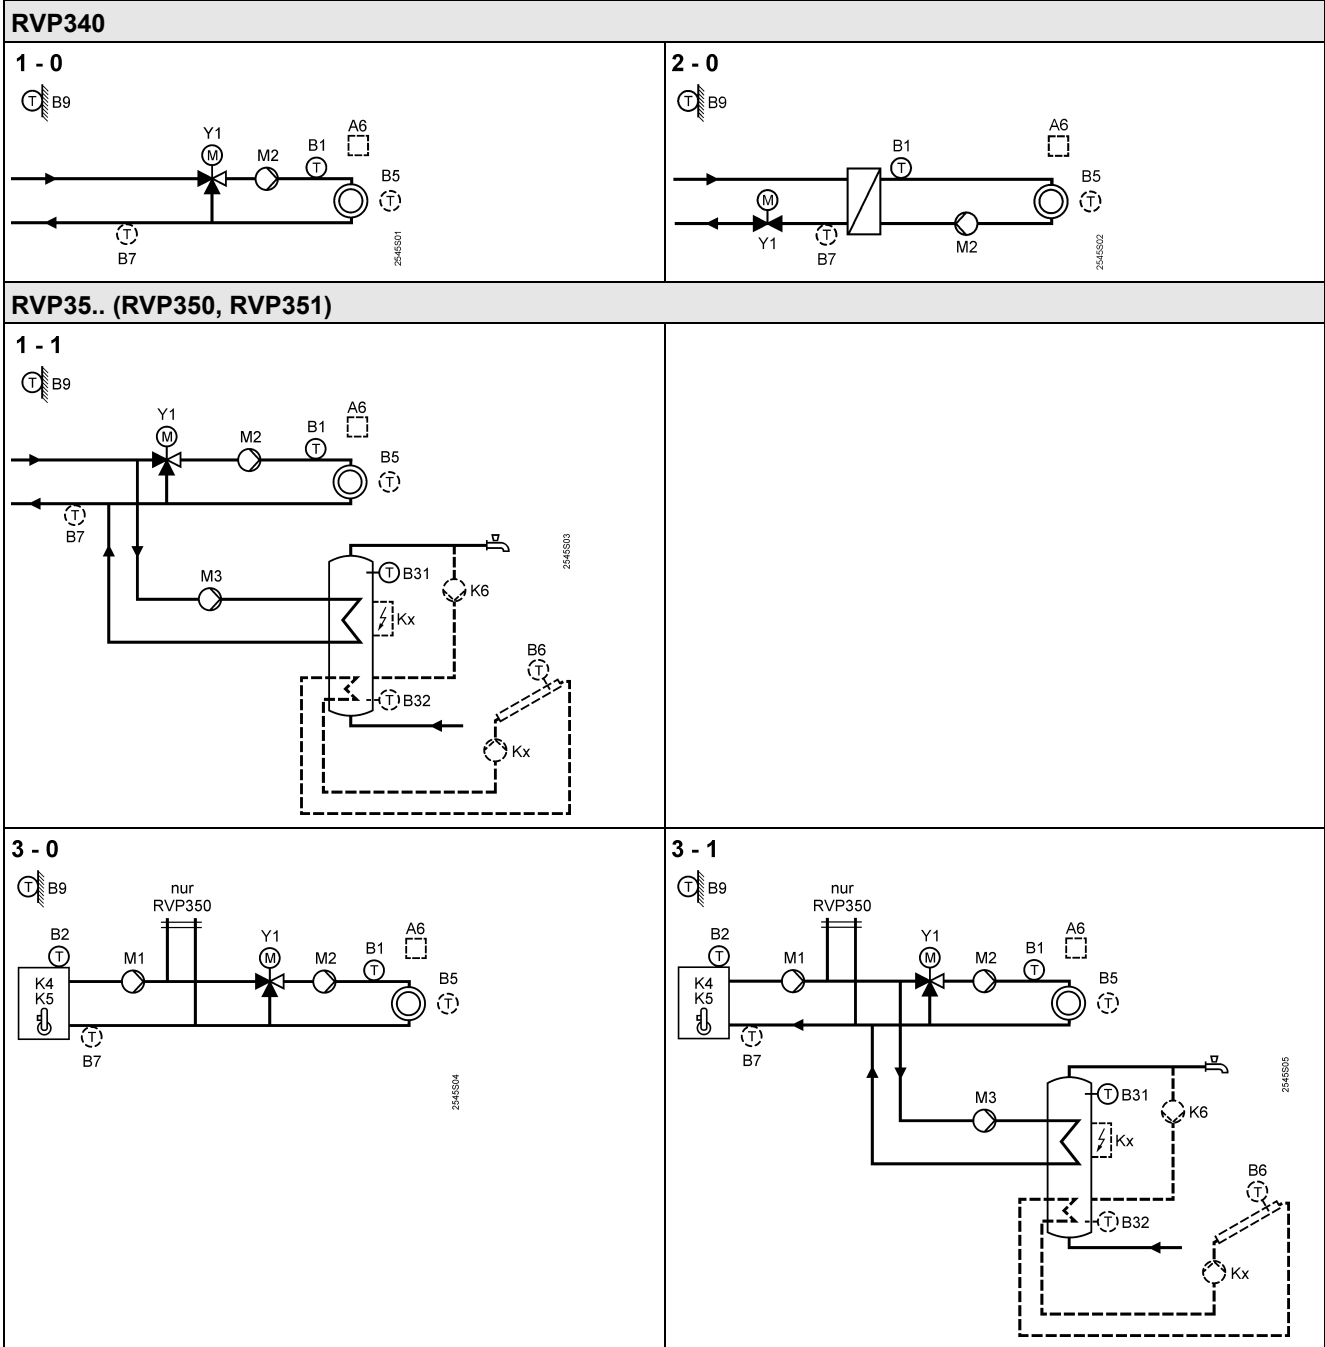 RVP340
1 - 0
T B9
Y1
M
M2
B1
T
A6
B5
T
T
B7
2545S01
2 - 0
T B9
B1
T
A6
B5
T
M
Y1
T
B7
M2
2545S02
RVP35.. (RVP350, RVP351)
1 - 1
T B9
Y1
M
M2
B1
T
A6
B5
T
T
B7
M3
T B31
K6
Kx
B6
T
T B32
Kx
2545S03
3 - 0
T B9
nur
RVP350
B2
T
M1
Y1
M
M2
B1
T
A6
B5
T
K4
K5
T
B7
2545S04
3 - 1
T B9
nur
RVP350
B2
T
M1
Y1
M
M2
B1
T
A6
B5
T
K4
K5
T
B7
M3
T B31
K6
Kx
B6
T
T B32
Kx
2545S05